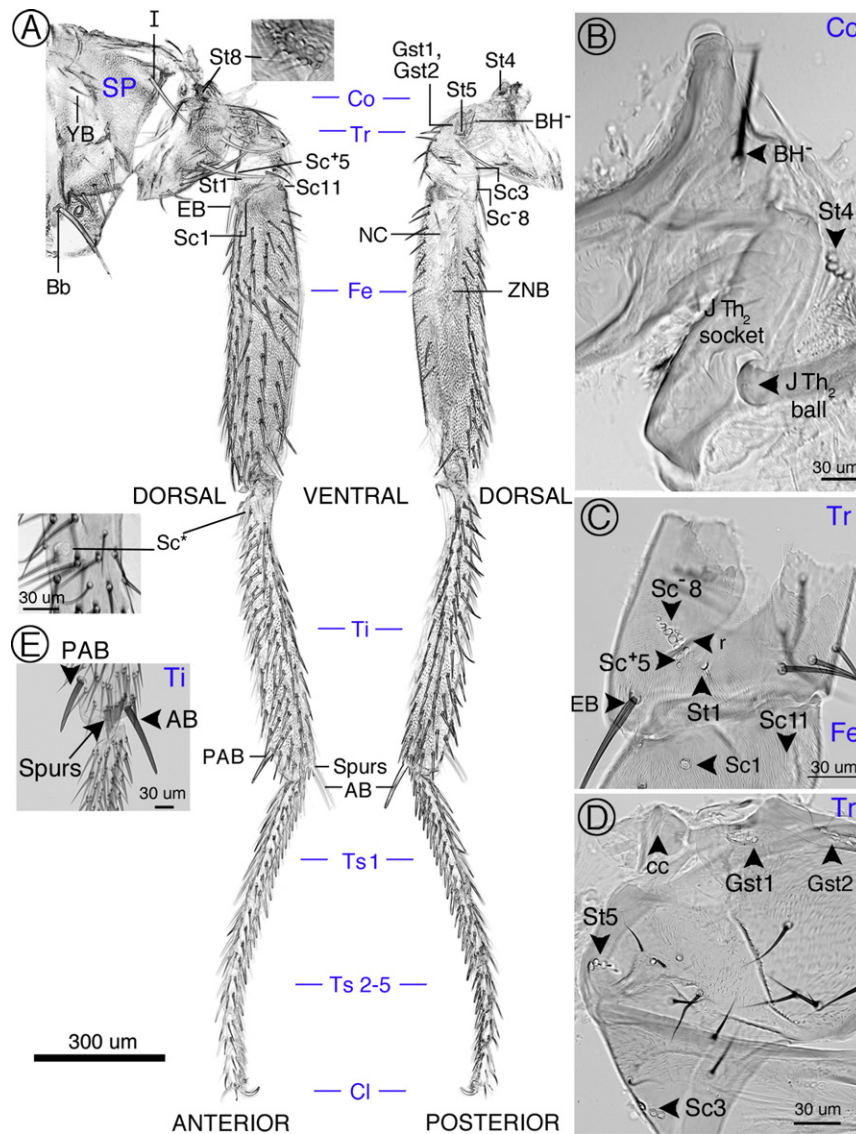 A
I
St8
SP
YB
Bb
Sc⁺5
St1
Sc11
EB
Sc1
Gst1,
Gst2
St4
St5
BH⁻
Sc3
Sc⁻8
NC
ZNB
Co
Tr
Fe
DORSAL VENTRAL DORSAL
Sc*
30 um
Ti
PAB
Spurs
AB
Ts 1
Ts 2-5
Cl
300 um
ANTERIOR POSTERIOR
E
PAB
Ti
AB
Spurs
30 um
B
Co
BH⁻
St4
J Th₂
socket
J Th₂
ball
30 um
C
Tr
Sc⁻8
r
Sc⁺5
EB
St1
Sc11
Fe
Sc1
30 um
D
Tr
cc
Gst1
Gst2
St5
Sc3
30 um